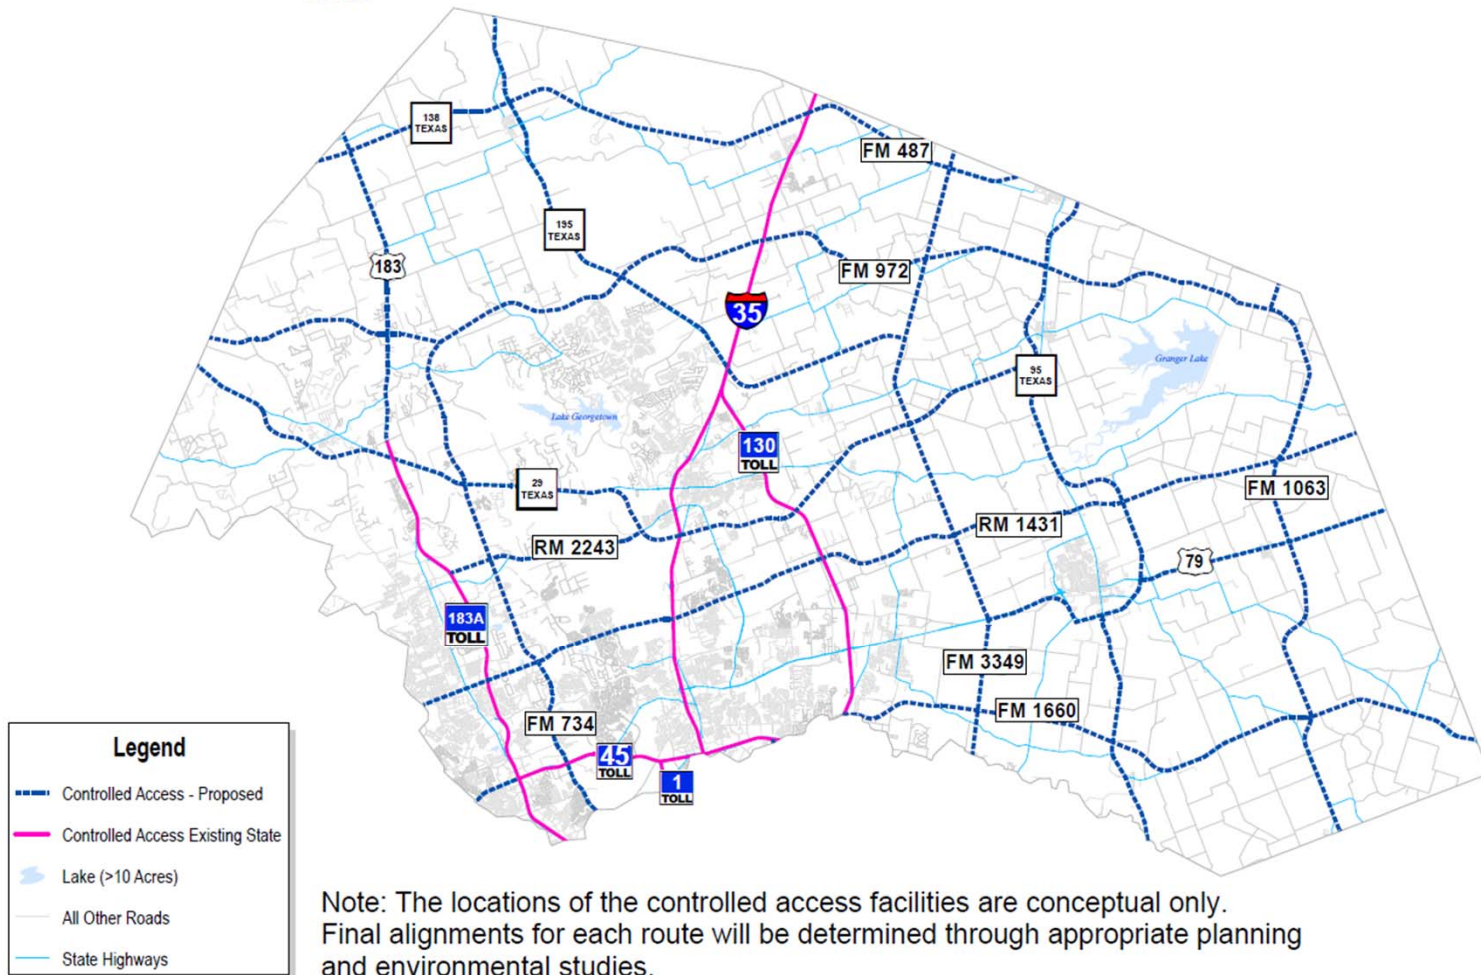 138
TEXAS
FM 487
195
TEXAS
183
FM 972
35
Granger Lake
95
TEXAS
Lake Georgetown
130
TOLL
29
TEXAS
FM 1063
RM 1431
RM 2243
79
183A
TOLL
FM 3349
FM 1660
FM 734
45
TOLL
1
TOLL
Legend
Controlled Access - Proposed
Controlled Access Existing State
Lake (>10 Acres)
All Other Roads
State Highways
Note: The locations of the controlled access facilities are conceptual only.
Final alignments for each route will be determined through appropriate planning
and environmental studies.